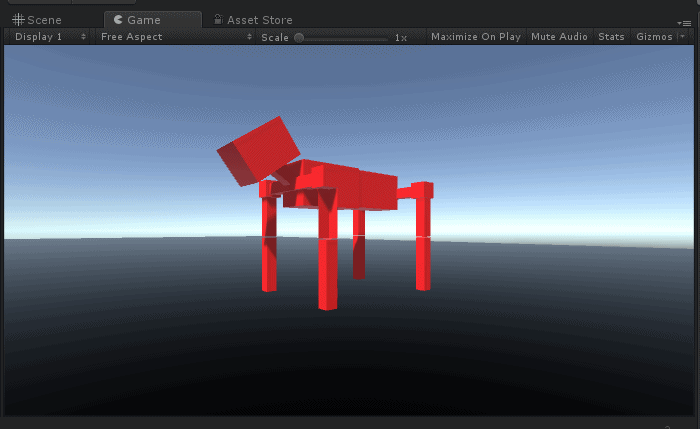 Scene Game Asset Store
Display 1 Free Aspect Scale 1x Maximize On Play Mute Audio Stats Gizmos